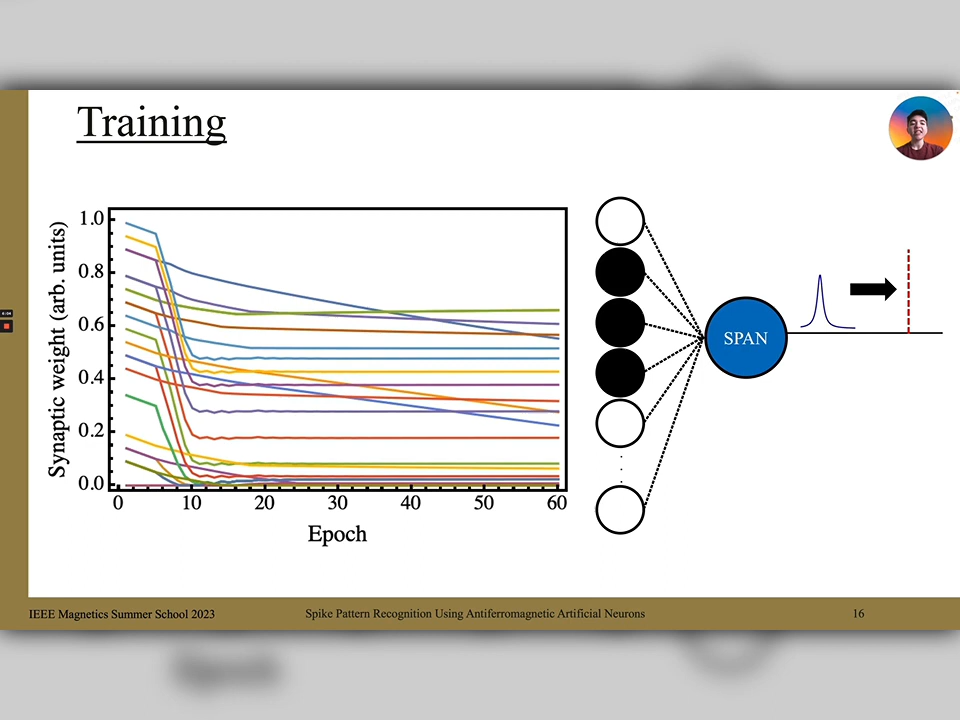 Training
Synaptic weight (arb. units)
1.0
0.8
0.6
0.4
0.2
0.0
0 10 20 30 40 50 60
Epoch
SPAN
IEEE Magnetics Summer School 2023
Spike Pattern Recognition Using Antiferromagnetic Artificial Neurons
16